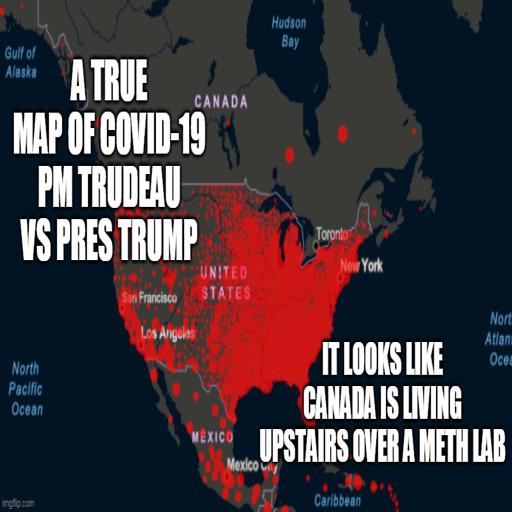 Hudson
Bay
Gulf of
Alaska
A TRUE
MAP OF COVID-19
PM TRUDEAU
VS PRES TRUMP
CANADA
Toronto
New York
UNITED
STATES
San Francisco
Los Angeles
North
Pacific
Ocean
Nort
Atlan
Ocea
IT LOOKS LIKE
CANADA IS LIVING
UPSTAIRS OVER A METH LAB
MÉXICO
Mexico City
Caribbean
imgflip.com